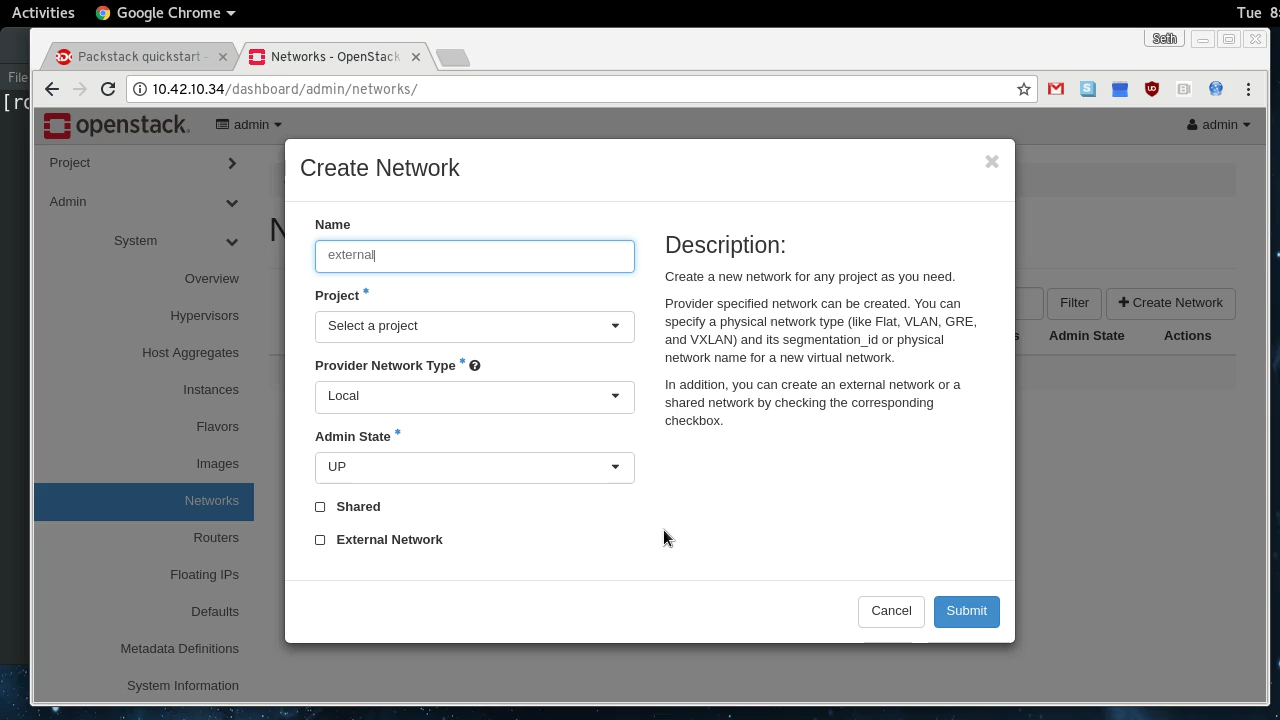 Activities
Google Chrome
Tue 8:
Seth
Packstack quickstart -
Networks - OpenStack
File
10.42.10.34/dashboard/admin/networks/
[ro
openstack.
admin
admin
Create Network
Project
Admin
System
Overview
Hypervisors
Host Aggregates
Instances
Flavors
Images
Networks
Routers
Floating IPs
Defaults
Metadata Definitions
System Information
N
Filter
+ Create Network
s
Admin State
Actions
Name
external
Project *
Select a project
Provider Network Type *
Local
Admin State *
UP
Shared
External Network
Description:
Create a new network for any project as you need.
Provider specified network can be created. You can
specify a physical network type (like Flat, VLAN, GRE,
and VXLAN) and its segmentation_id or physical
network name for a new virtual network.
In addition, you can create an external network or a
shared network by checking the corresponding
checkbox.
Cancel
Submit